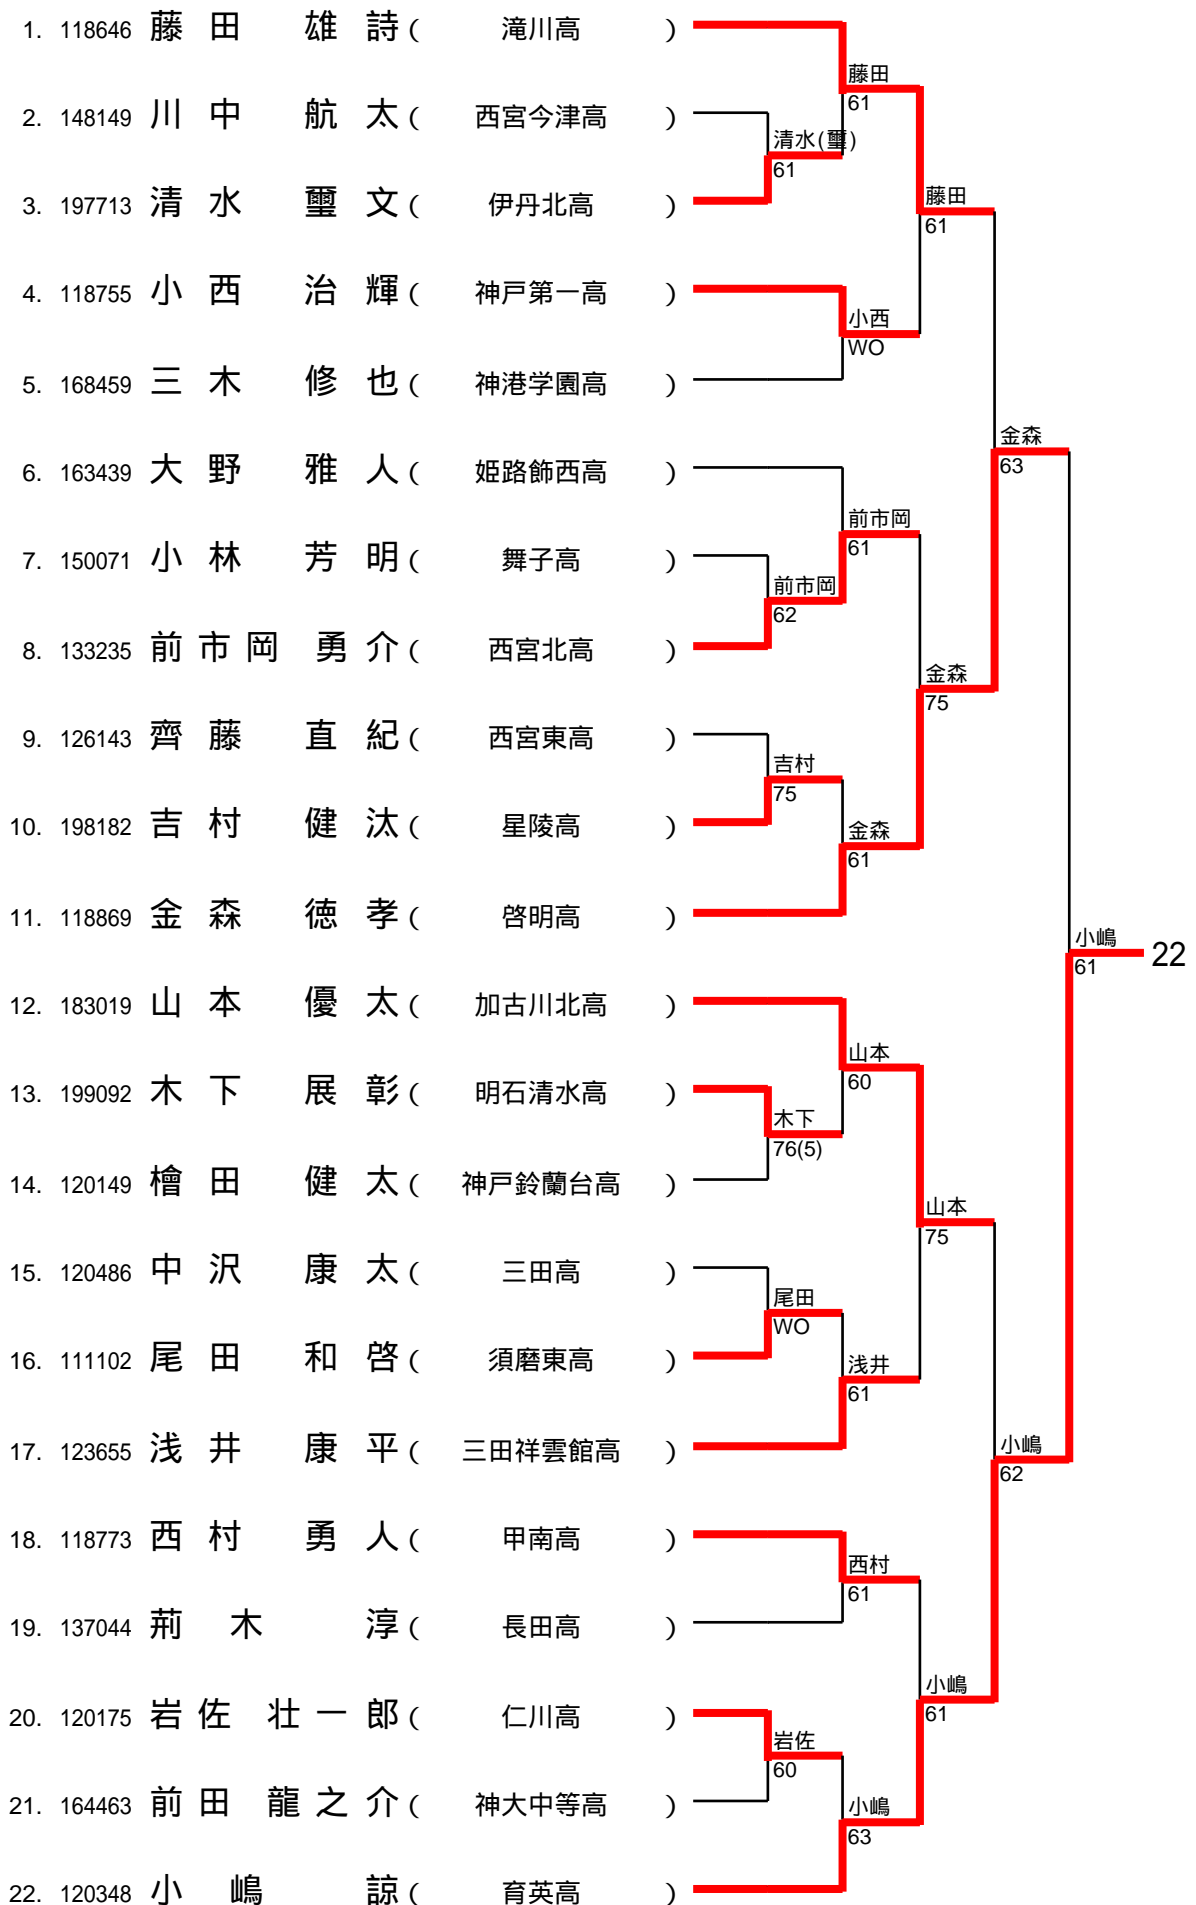 1. 118646 藤田 雄詩 ( 滝川高 )
藤田
61
2. 148149 川中 航太 ( 西宮今津高 )
清水(璽)
61
3. 197713 清水 璽文 ( 伊丹北高 )
藤田
61
4. 118755 小西 治輝 ( 神戸第一高 )
小西
WO
5. 168459 三木 修也 ( 神港学園高 )
金森
63
6. 163439 大野 雅人 ( 姫路飾西高 )
前市岡
61
7. 150071 小林 芳明 ( 舞子高 )
前市岡
62
8. 133235 前市岡 勇介 ( 西宮北高 )
金森
75
9. 126143 齊藤 直紀 ( 西宮東高 )
吉村
75
10. 198182 吉村 健汰 ( 星陵高 )
金森
61
11. 118869 金森 徳孝 ( 啓明高 )
小嶋
61
22
12. 183019 山本 優太 ( 加古川北高 )
山本
60
13. 199092 木下 展彰 ( 明石清水高 )
木下
76(5)
14. 120149 檜田 健太 ( 神戸鈴蘭台高 )
山本
75
15. 120486 中沢 康太 ( 三田高 )
尾田
WO
16. 111102 尾田 和啓 ( 須磨東高 )
浅井
61
17. 123655 浅井 康平 ( 三田祥雲館高 )
小嶋
62
18. 118773 西村 勇人 ( 甲南高 )
西村
61
19. 137044 荊木 淳 ( 長田高 )
小嶋
61
20. 120175 岩佐 壮一郎 ( 仁川高 )
岩佐
60
21. 164463 前田 龍之介 ( 神大中等高 )
小嶋
63
22. 120348 小嶋 諒 ( 育英高 )